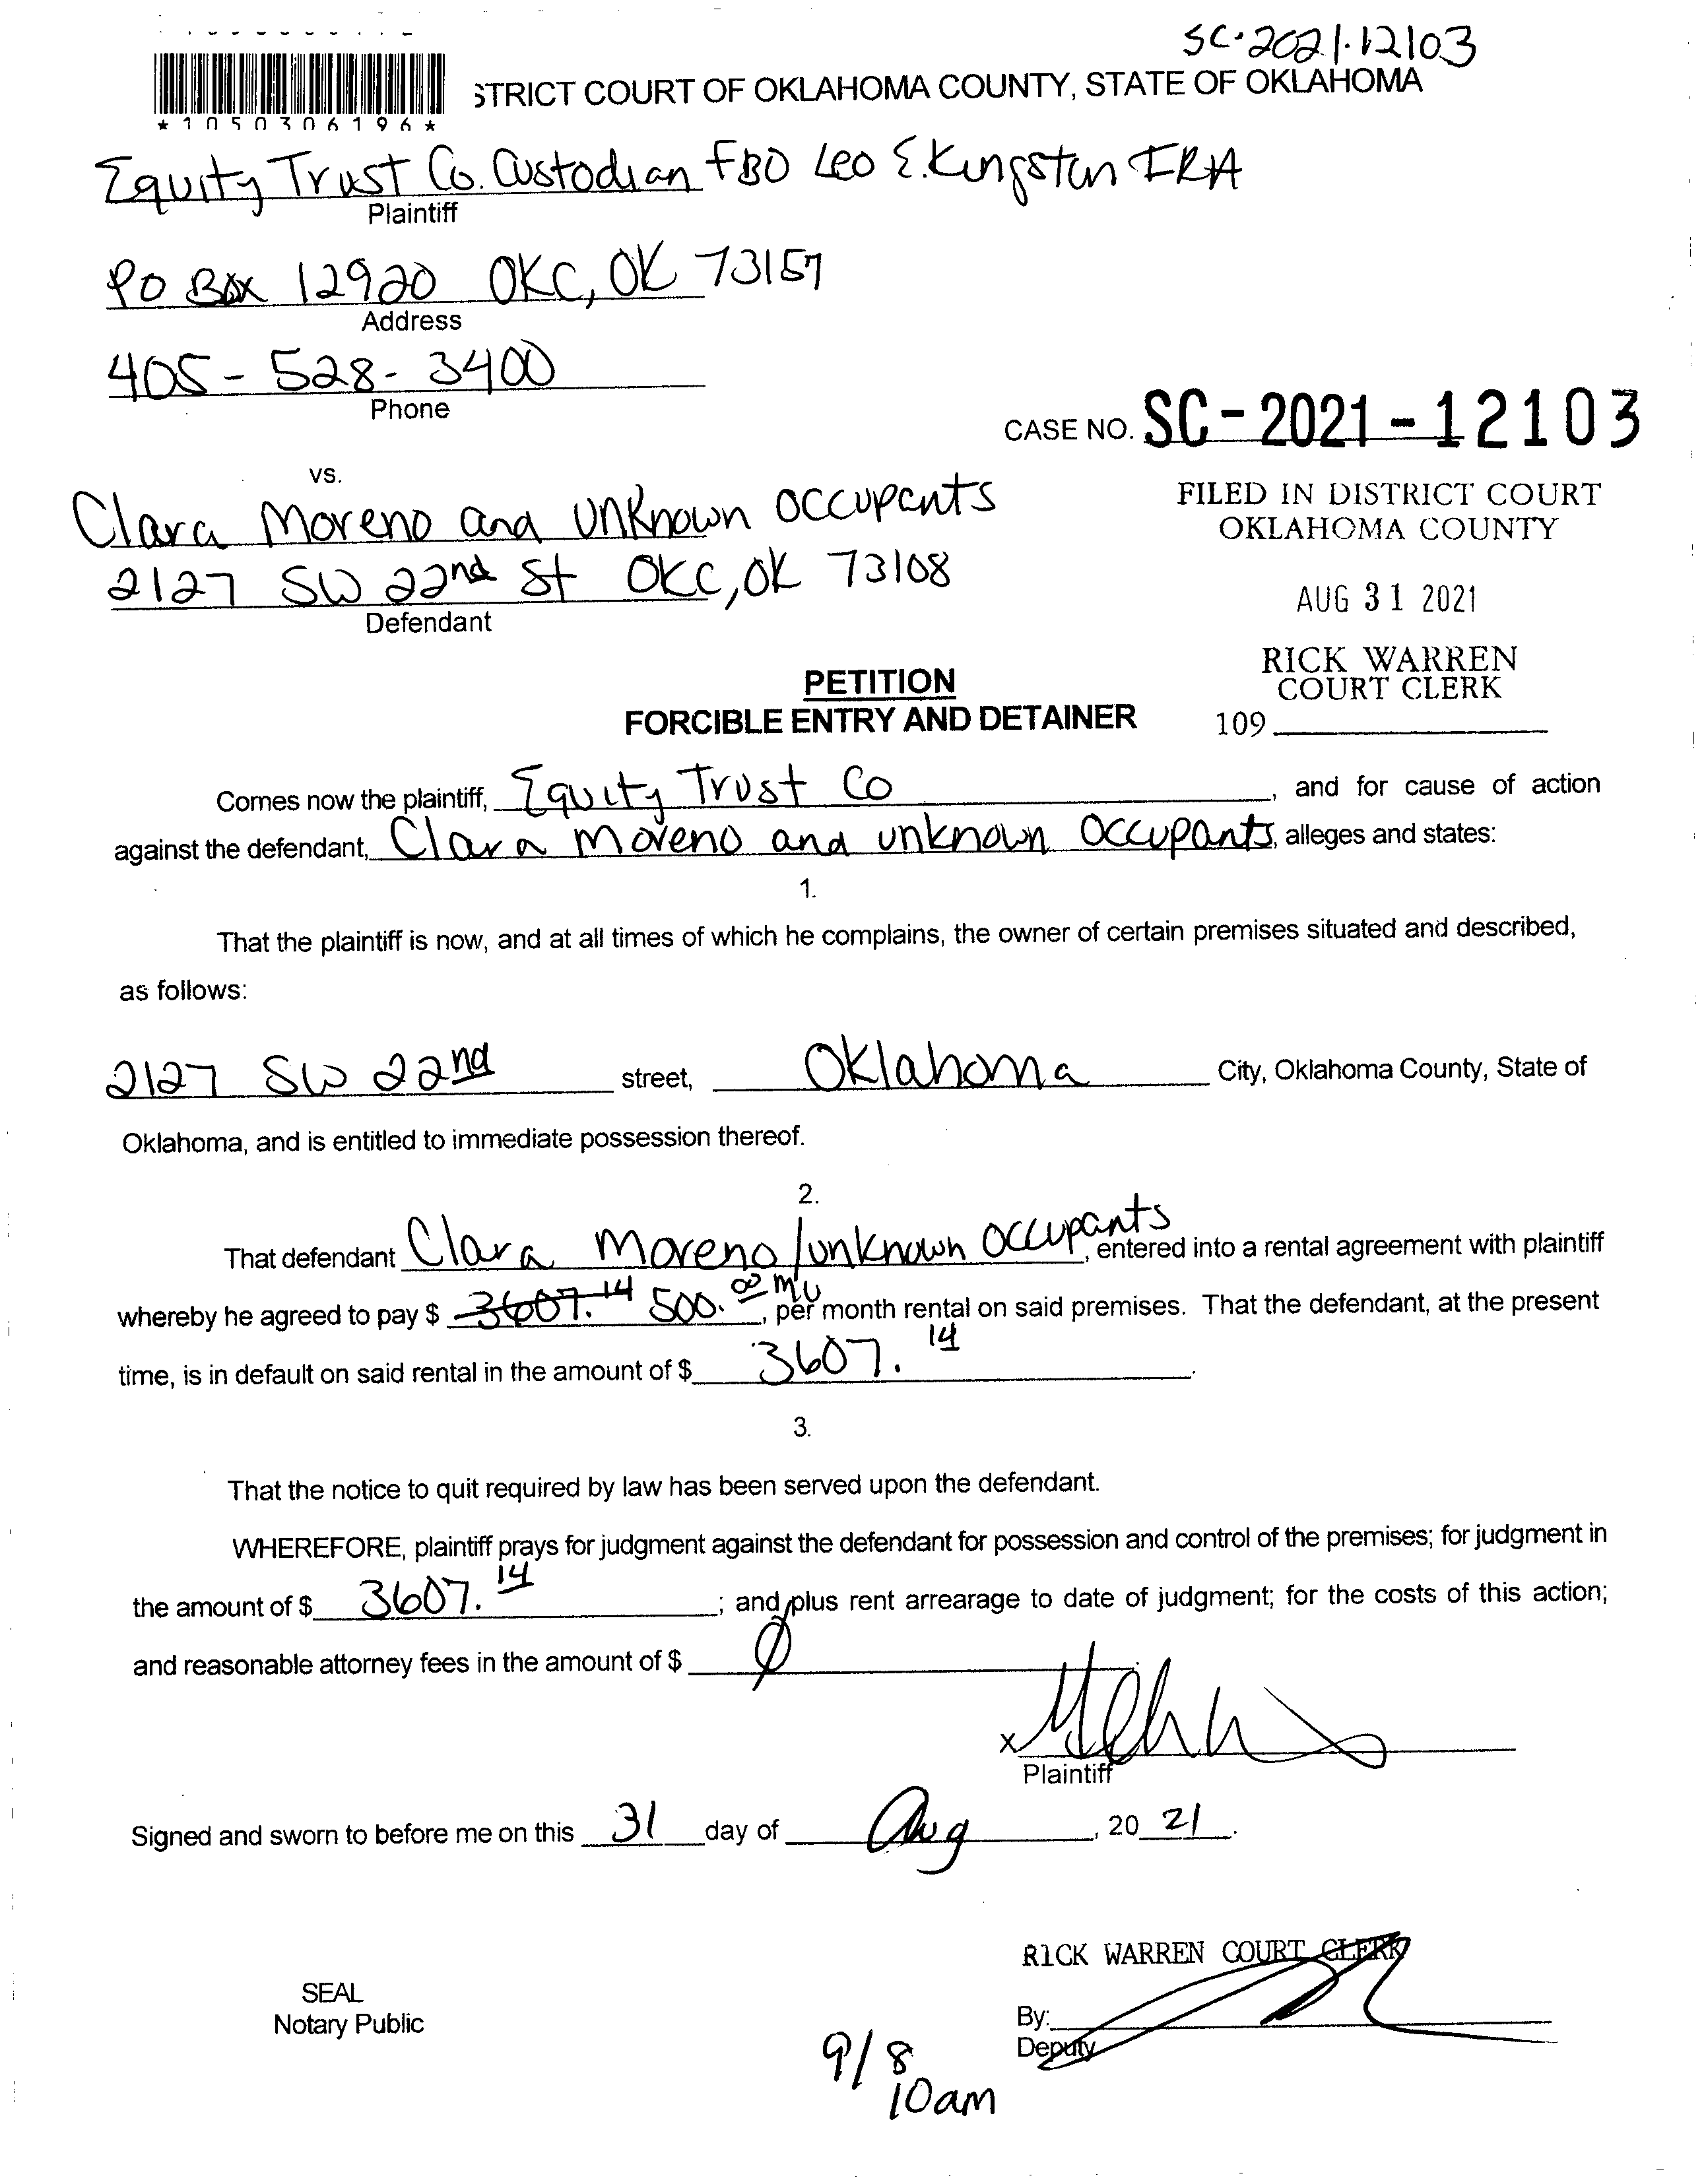 SC-2021-12103
*1050306196*
STRICT COURT OF OKLAHOMA COUNTY, STATE OF OKLAHOMA
Equity Trust Co. Custodian FBO Leo E. Kingston IRA
Plaintiff
PO Box 12920 OKC, OK 73157
Address
405-528-3400
Phone
CASE NO. SC-2021-12103
vs.
Clara Moreno and unknown occupants
2127 SW 22nd St OKC, OK 73108
Defendant
FILED IN DISTRICT COURT
OKLAHOMA COUNTY
AUG 31 2021
RICK WARREN
COURT CLERK
109
PETITION
FORCIBLE ENTRY AND DETAINER
Comes now the plaintiff, Equity Trust Co, and for cause of action
against the defendant, Clara Moreno and unknown Occupants, alleges and states:
1.
That the plaintiff is now, and at all times of which he complains, the owner of certain premises situated and described,
as follows:
2127 SW 22nd street, Oklahoma City, Oklahoma County, State of
Oklahoma, and is entitled to immediate possession thereof.
2.
That defendant Clara Moreno/unknown Occupants, entered into a rental agreement with plaintiff
whereby he agreed to pay $ 3607.14 500.00, per month rental on said premises. That the defendant, at the present
time, is in default on said rental in the amount of $ 3607.14.
3.
That the notice to quit required by law has been served upon the defendant.
WHEREFORE, plaintiff prays for judgment against the defendant for possession and control of the premises; for judgment in
the amount of $ 3607.14; and plus rent arrearage to date of judgment; for the costs of this action;
and reasonable attorney fees in the amount of $ Ø
x
Plaintiff
Signed and sworn to before me on this 31 day of Aug, 20 21.
RICK WARREN COURT CLERK
SEAL
Notary Public
By:
Deputy
9/8
10am